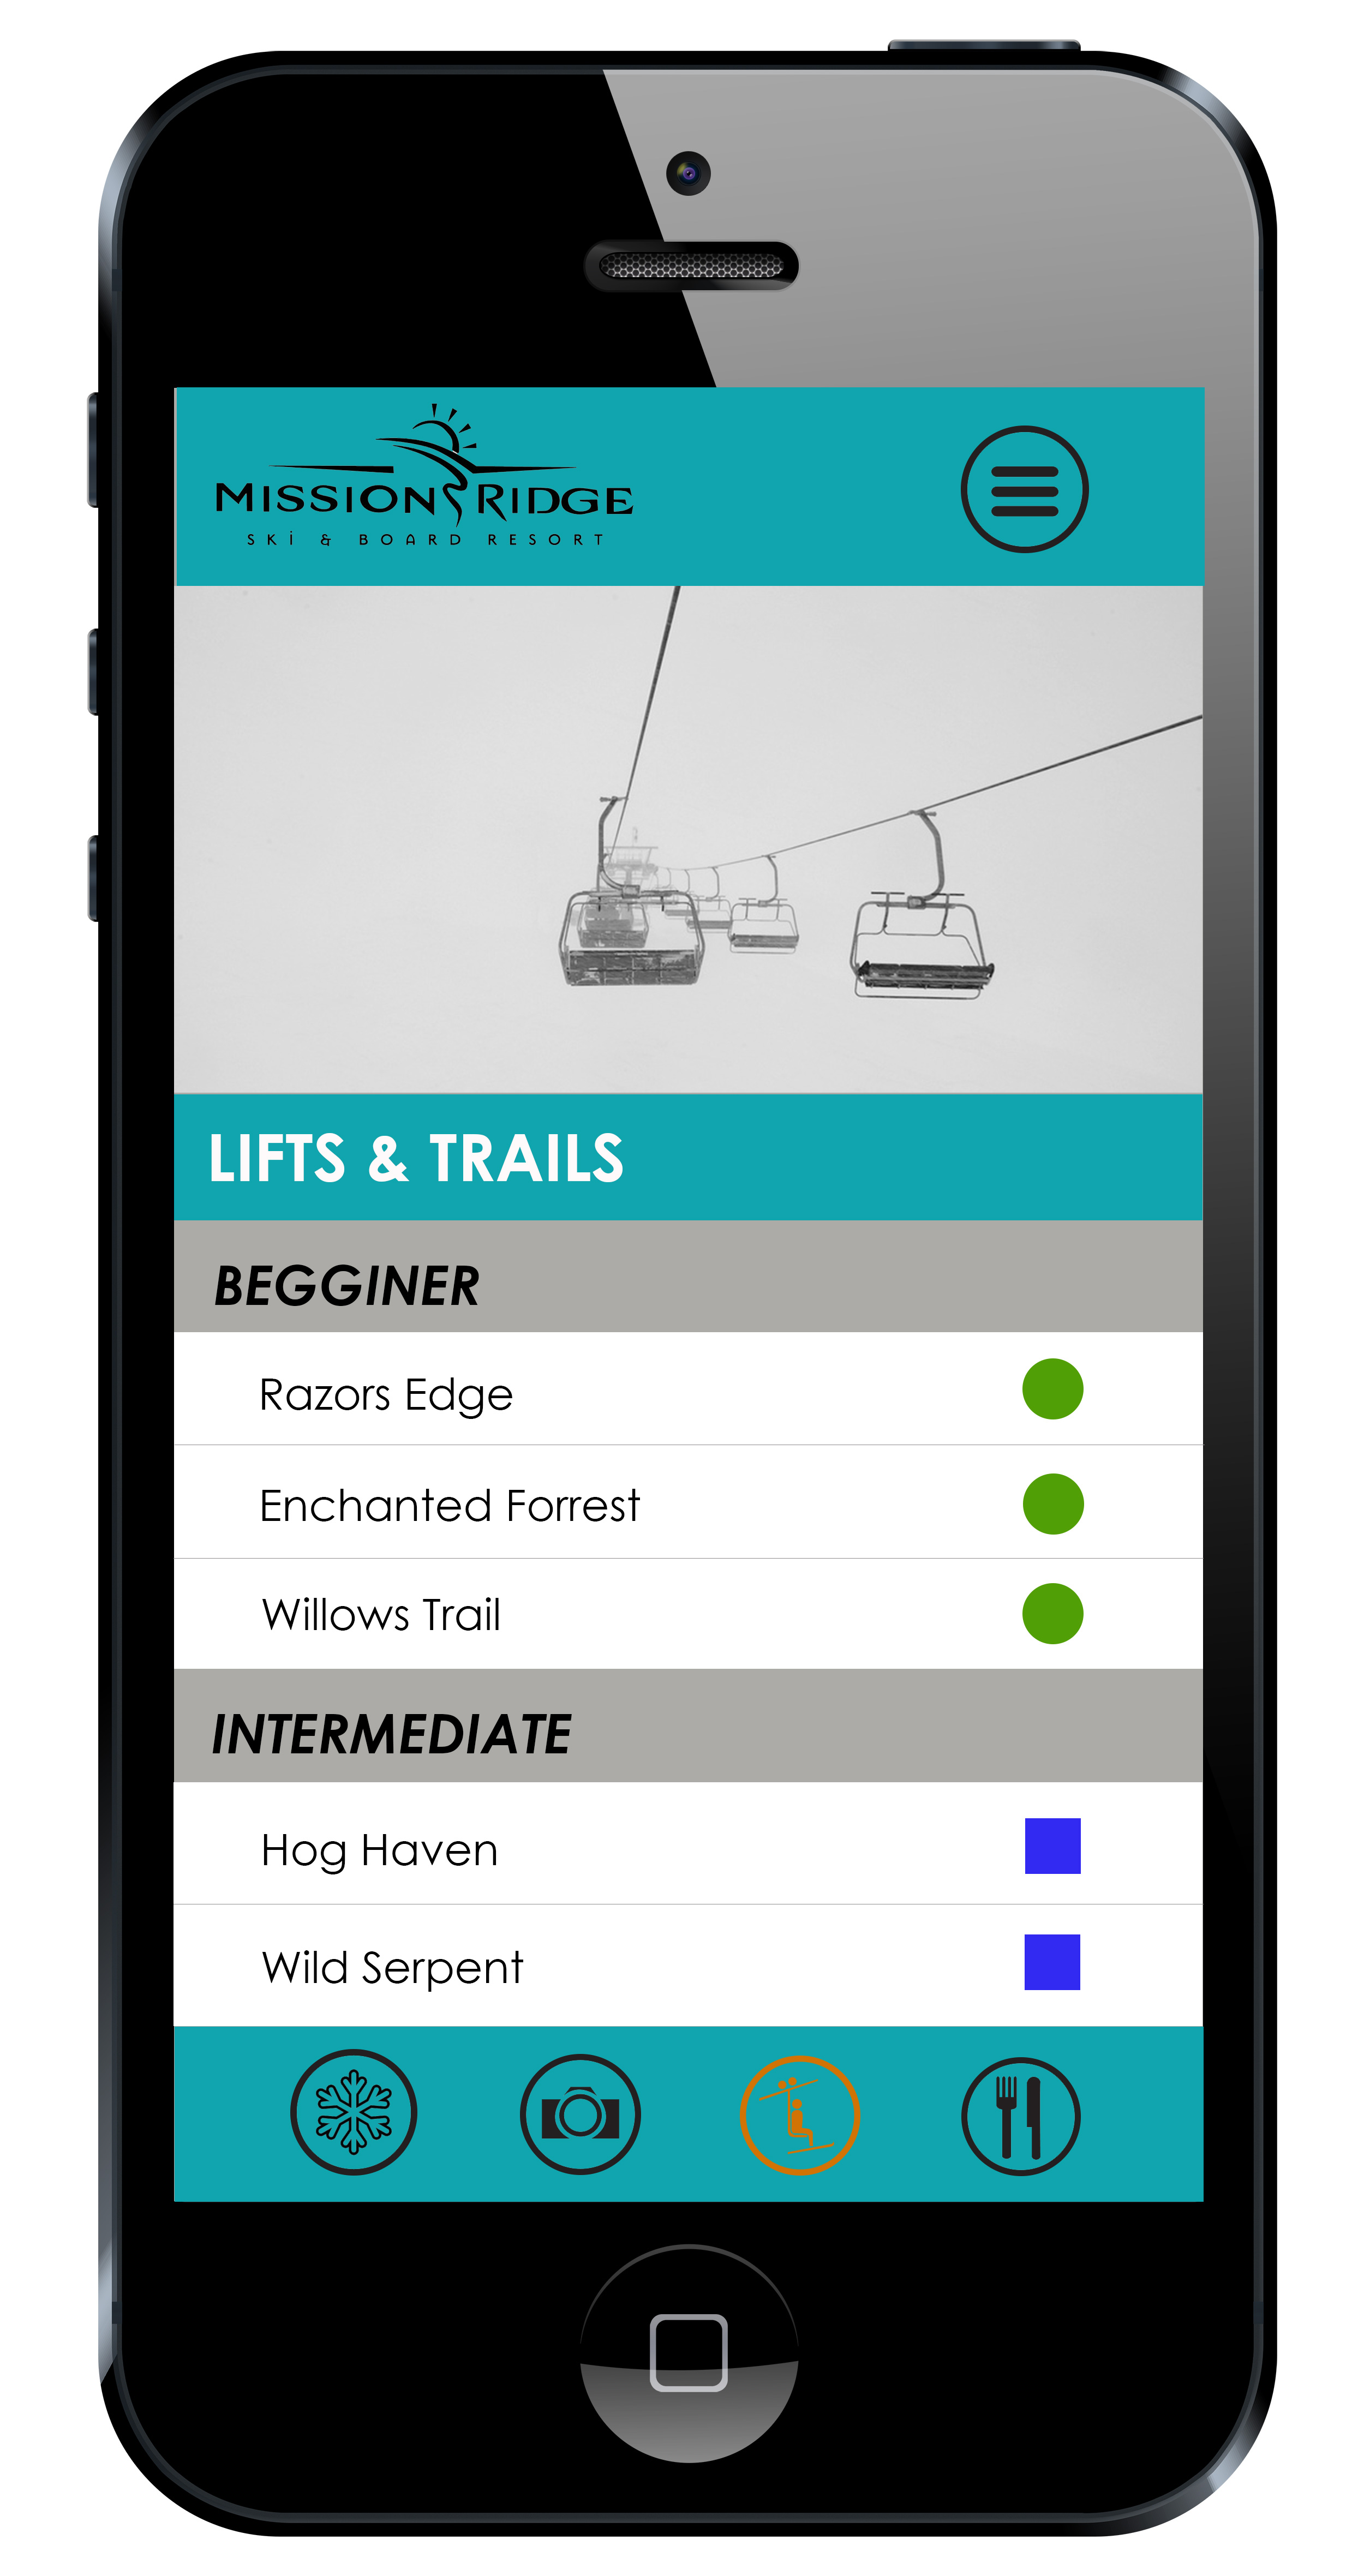 MISSION RIDGE
SKi & BOARD RESORT
LIFTS & TRAILS
BEGGINER
Razors Edge
Enchanted Forrest
Willows Trail
INTERMEDIATE
Hog Haven
Wild Serpent